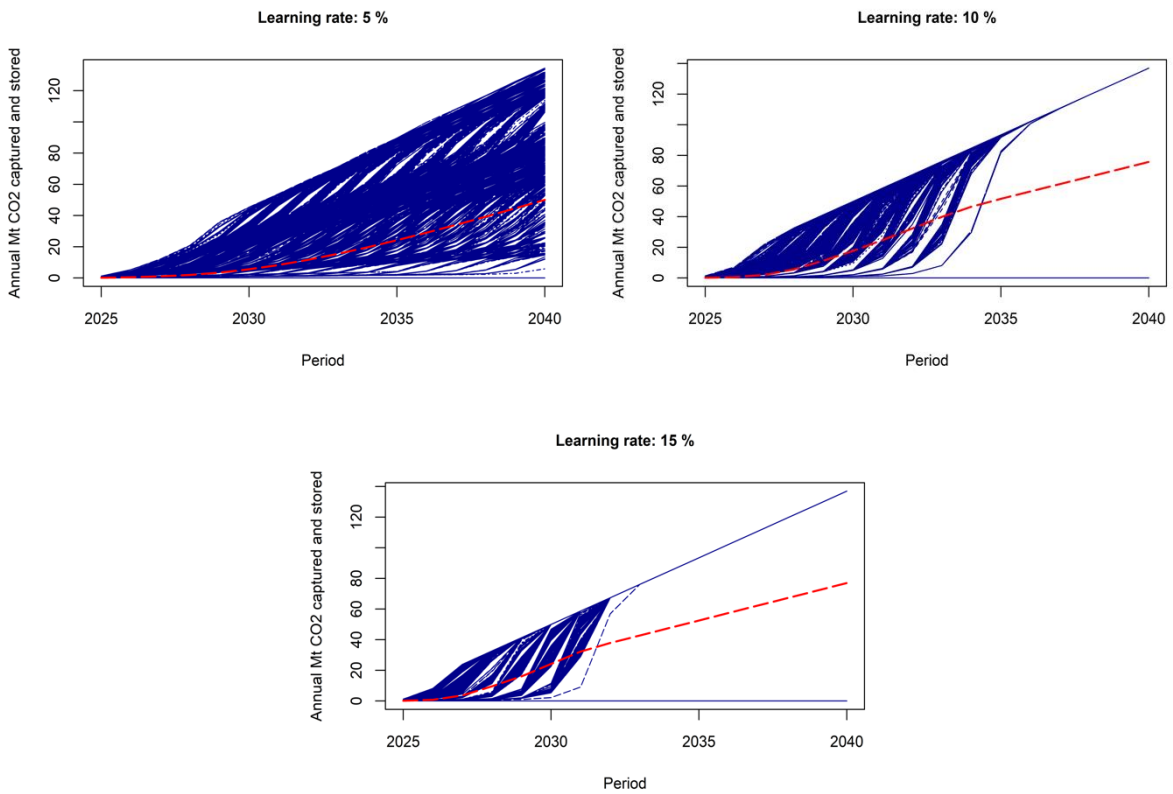 Learning rate: 5 %
Annual Mt CO2 captured and stored
0 20 40 60 80 120
2025 2030 2035 2040
Period
Learning rate: 10 %
Annual Mt CO2 captured and stored
0 20 40 60 80 120
2025 2030 2035 2040
Period
Learning rate: 15 %
Annual Mt CO2 captured and stored
0 20 40 60 80 120
2025 2030 2035 2040
Period